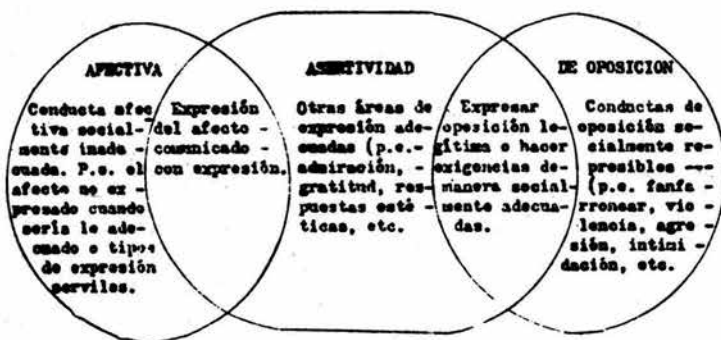 AFECTIVA
Conducta afec
tiva social-
mente inade -
cuada. P.e. el
afecto no ex -
presado cuando
sería lo ade-
cuado o tipos
de expresión
serviles.
Expresión
del afecto -
comunicado -
con expresión.
ASERTIVIDAD
Otras áreas de
expresión ade-
cuadas (p.e.-
admiración, -
gratitud, res-
puestas esté -
ticas, etc.
Expresar
oposición le-
gítima o hacer
exigencias de-
manera social-
mente adecua-
das.
DE OPOSICION
Conductas de
oposición so-
cialmente re-
presibles ---
(p.e. fanfa-
rronear, vio -
lencia, agre -
sión, intimi -
dación, etc.